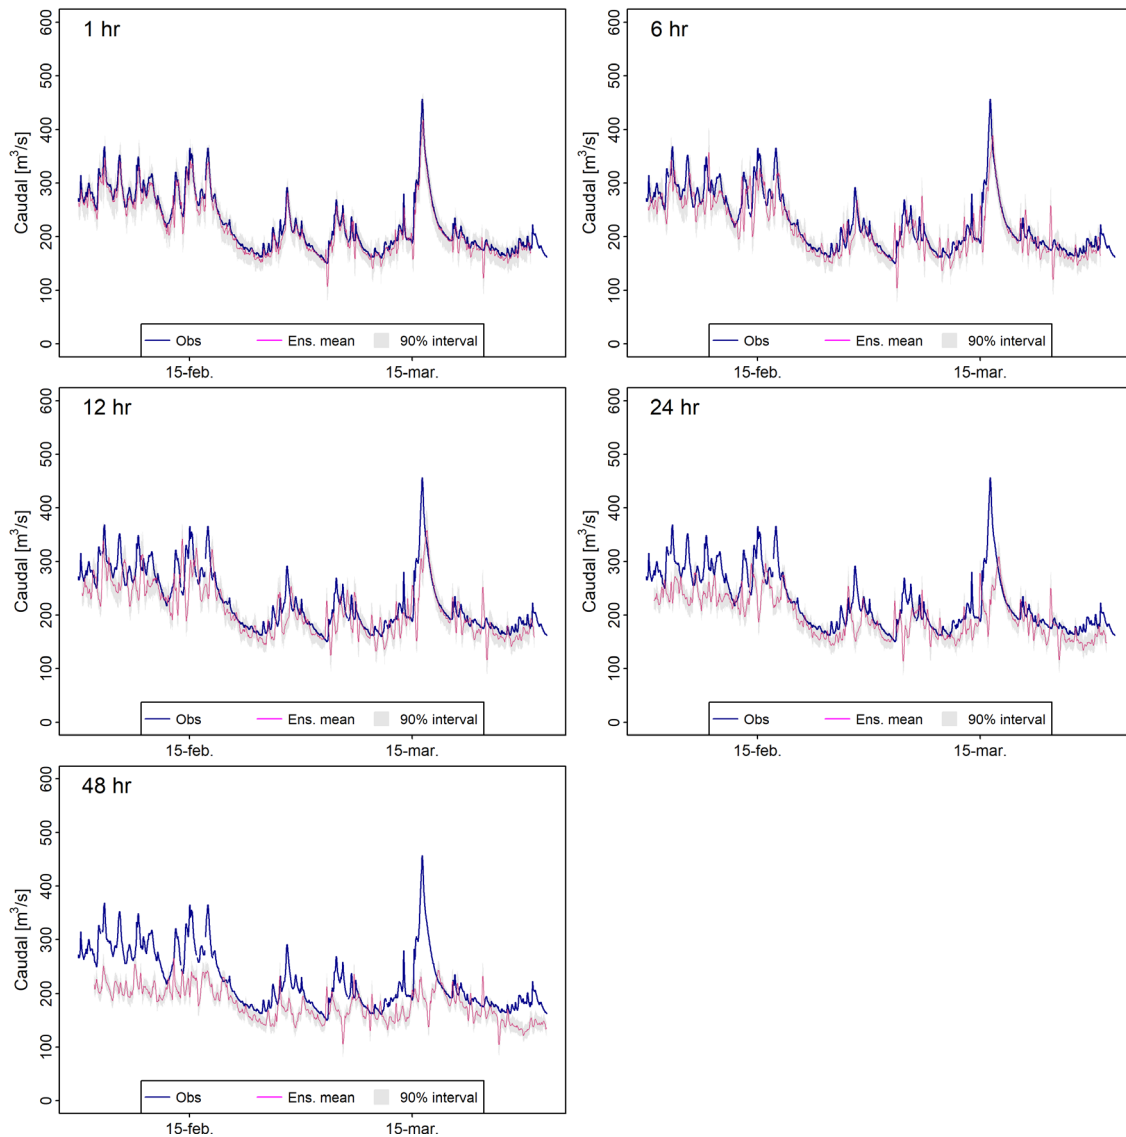 1 hr
600
500
400
300
200
100
0
Caudal [m³/s]
Obs Ens. mean 90% interval
15-feb. 15-mar.
6 hr
600
500
400
300
200
100
0
Caudal [m³/s]
Obs Ens. mean 90% interval
15-feb. 15-mar.
12 hr
600
500
400
300
200
100
0
Caudal [m³/s]
Obs Ens. mean 90% interval
15-feb. 15-mar.
24 hr
600
500
400
300
200
100
0
Caudal [m³/s]
Obs Ens. mean 90% interval
15-feb. 15-mar.
48 hr
600
500
400
300
200
100
0
Caudal [m³/s]
Obs Ens. mean 90% interval
15-feb. 15-mar.